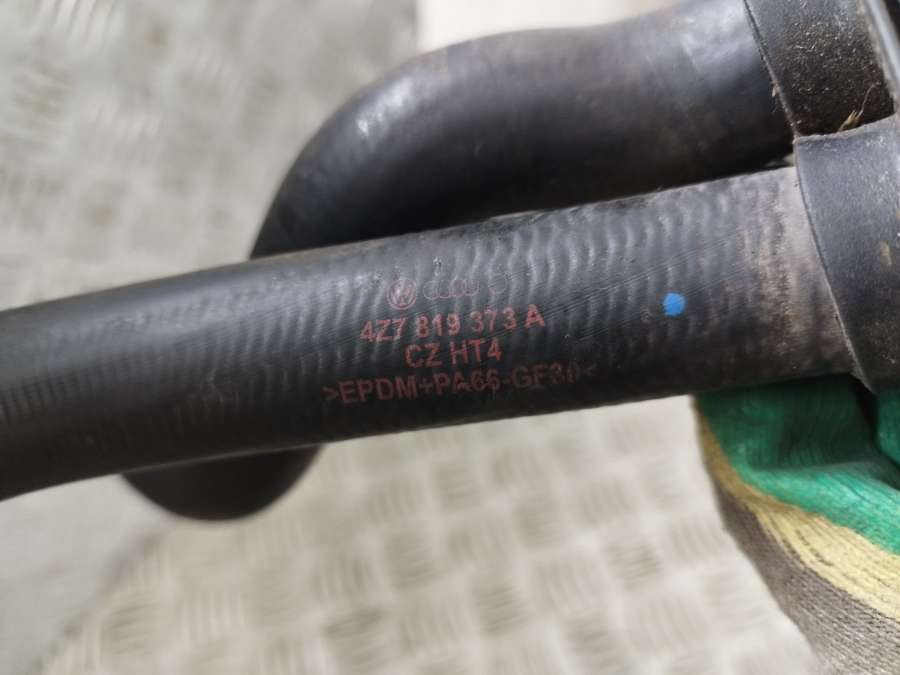 4Z7 819 373 A
CZ HT4
>EPDM+PA66-GF30<